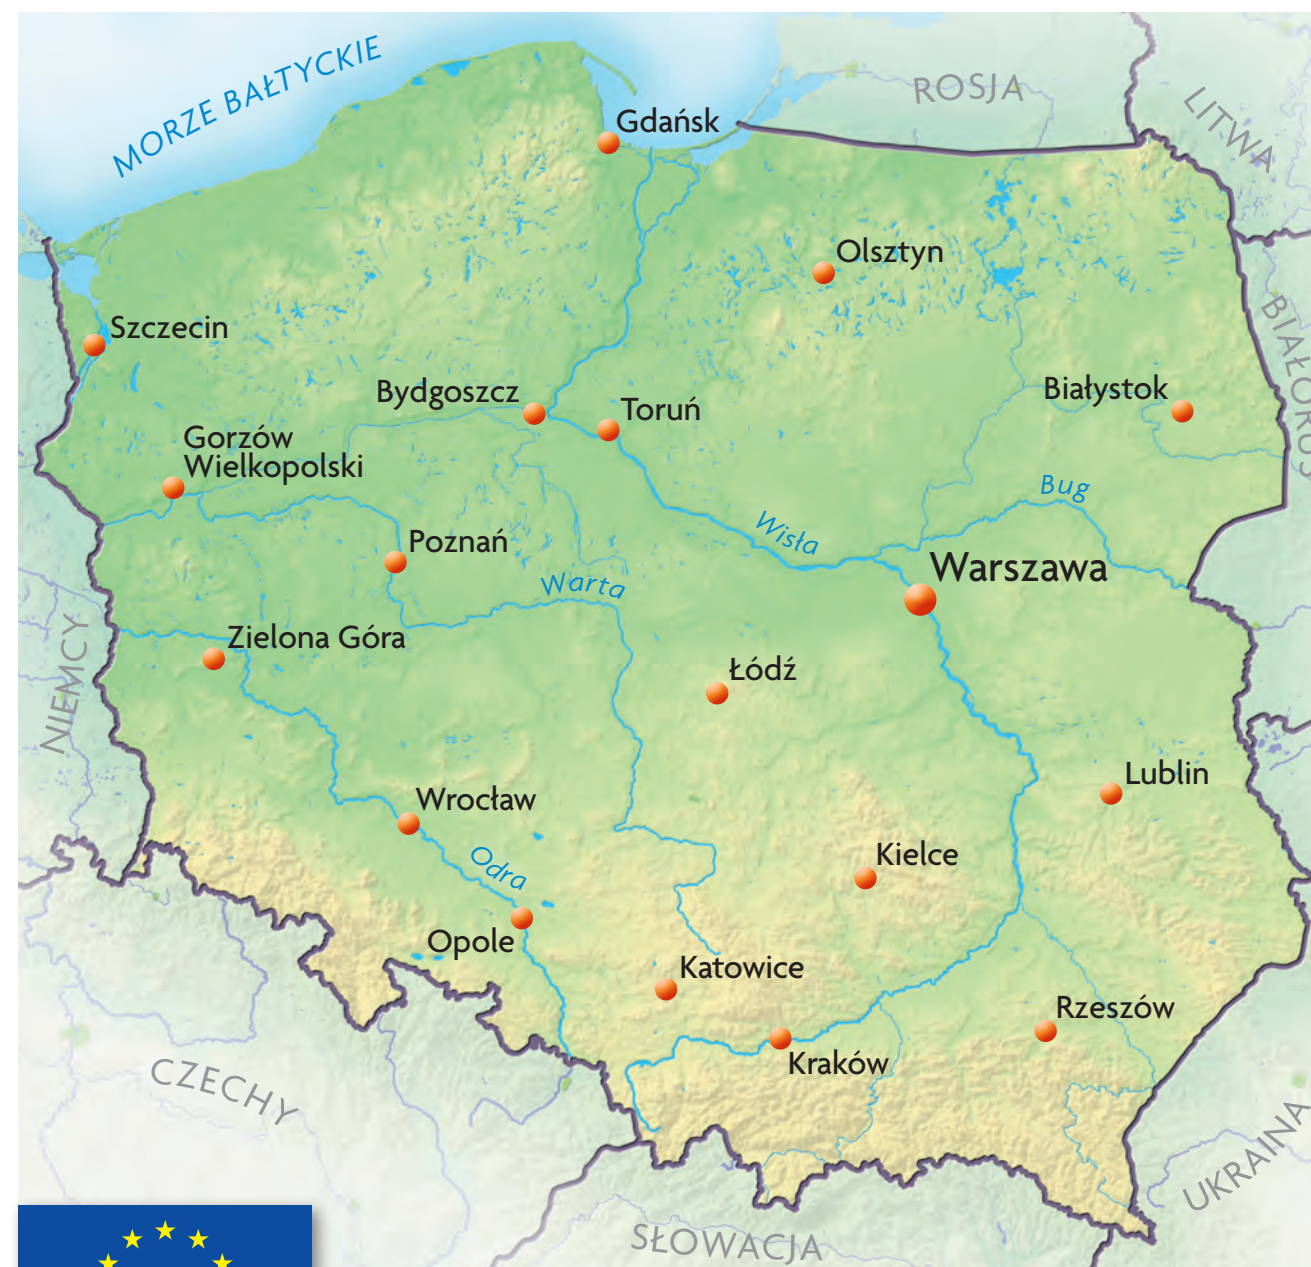 MORZE BAŁTYCKIE
ROSJA
LITWA
Gdańsk
Olsztyn
BIAŁORUŚ
Szczecin
Bydgoszcz
Toruń
Białystok
Gorzów
Wielkopolski
Bug
Wisła
Poznań
Warszawa
Warta
Zielona Góra
NIEMCY
Łódź
Lublin
Wrocław
Kielce
Odra
Opole
Katowice
Rzeszów
Kraków
CZECHY
UKRAINA
SŁOWACJA